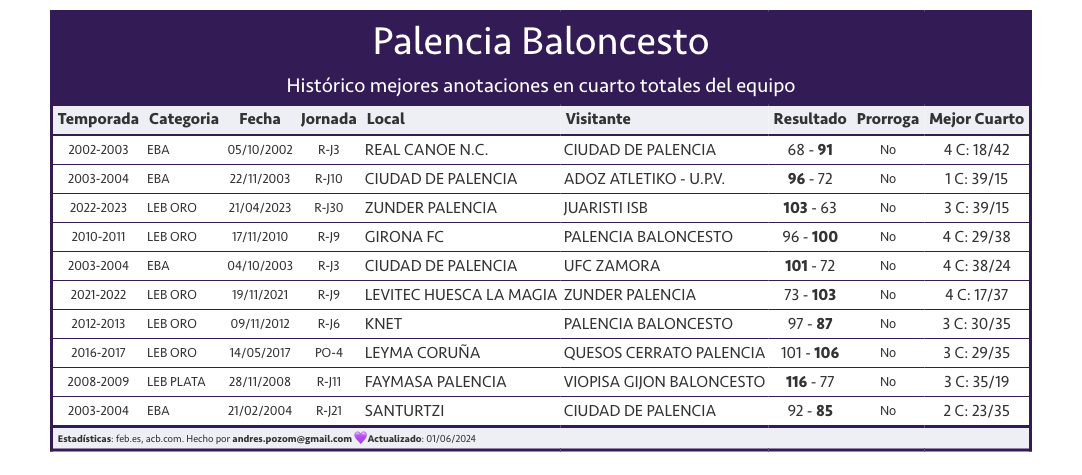 Palencia Baloncesto
Histórico mejores anotaciones en cuarto totales del equipo
Temporada Categoria Fecha Jornada Local Visitante Resultado Prorroga Mejor Cuarto
2002-2003 EBA 05/10/2002 R-J3 REAL CANOE N.C. CIUDAD DE PALENCIA 68 - 91 No 4 C: 18/42
2003-2004 EBA 22/11/2003 R-J10 CIUDAD DE PALENCIA ADOZ ATLETIKO - U.P.V. 96 - 72 No 1 C: 39/15
2022-2023 LEB ORO 21/04/2023 R-J30 ZUNDER PALENCIA JUARISTI ISB 103 - 63 No 3 C: 39/15
2010-2011 LEB ORO 17/11/2010 R-J9 GIRONA FC PALENCIA BALONCESTO 96 - 100 No 4 C: 29/38
2003-2004 EBA 04/10/2003 R-J3 CIUDAD DE PALENCIA UFC ZAMORA 101 - 72 No 4 C: 38/24
2021-2022 LEB ORO 19/11/2021 R-J9 LEVITEC HUESCA LA MAGIA ZUNDER PALENCIA 73 - 103 No 4 C: 17/37
2012-2013 LEB ORO 09/11/2012 R-J6 KNET PALENCIA BALONCESTO 97 - 87 No 3 C: 30/35
2016-2017 LEB ORO 14/05/2017 PO-4 LEYMA CORUÑA QUESOS CERRATO PALENCIA 101 - 106 No 3 C: 29/35
2008-2009 LEB PLATA 28/11/2008 R-J11 FAYMASA PALENCIA VIOPISA GIJON BALONCESTO 116 - 77 No 3 C: 35/19
2003-2004 EBA 21/02/2004 R-J21 SANTURTZI CIUDAD DE PALENCIA 92 - 85 No 2 C: 23/35
Estadísticas: feb.es, acb.com. Hecho por andres.pozom@gmail.com 💜Actualizado: 01/06/2024